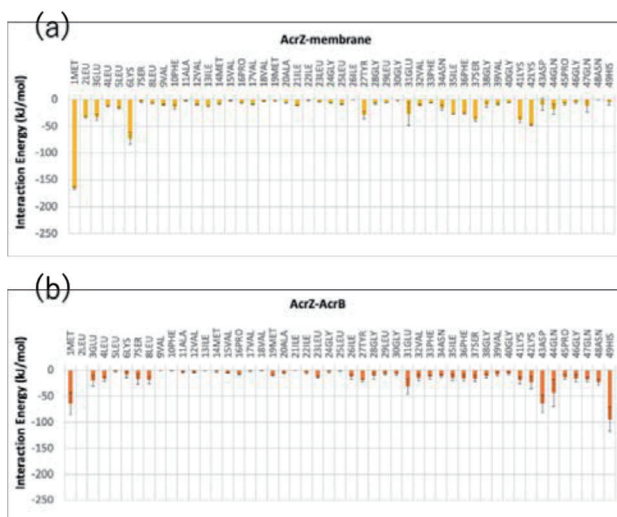 (a)
AcrZ-membrane
1MET 2LEU 3GLU 4LEU 5LEU 6LYS 7SER 8LEU 9VAL 10PHE 11ALA 12VAL 13ILE 14MET 15VAL 16PRO 17VAL 18VAL 19MET 20ALA 21ILE 22ILE 23LEU 24GLY 25LEU 26ILE 27TYR 28GLY 29LEU 30GLY 31GLU 32VAL 33PHE 34ASN 35ILE 36PHE 37SER 38GLY 39VAL 40GLY 41LYS 42LYS 43ASP 44GLN 45PRO 46GLY 47GLN 48ASN 49HIS
Interaction Energy (kJ/mol)
0
-50
-100
-150
-200
-250
(b)
AcrZ-AcrB
1MET 2LEU 3GLU 4LEU 5LEU 6LYS 7SER 8LEU 9VAL 10PHE 11ALA 12VAL 13ILE 14MET 15VAL 16PRO 17VAL 18VAL 19MET 20ALA 21ILE 22ILE 23LEU 24GLY 25LEU 26ILE 27TYR 28GLY 29LEU 30GLY 31GLU 32VAL 33PHE 34ASN 35ILE 36PHE 37SER 38GLY 39VAL 40GLY 41LYS 42LYS 43ASP 44GLN 45PRO 46GLY 47GLN 48ASN 49HIS
Interaction Energy (kJ/mol)
0
-50
-100
-150
-200
-250